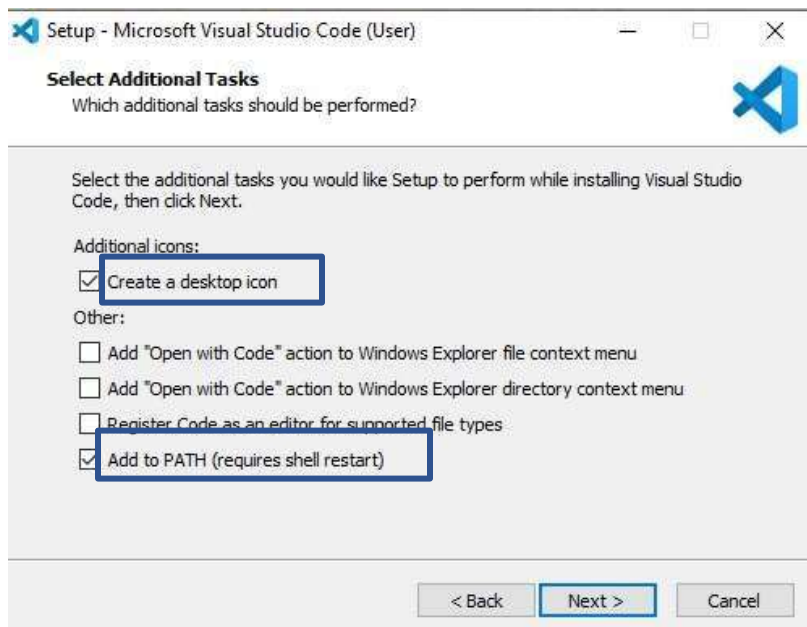 Setup - Microsoft Visual Studio Code (User)
Select Additional Tasks
Which additional tasks should be performed?
Select the additional tasks you would like Setup to perform while installing Visual Studio
Code, then click Next.
Additional icons:
Create a desktop icon
Other:
Add "Open with Code" action to Windows Explorer file context menu
Add "Open with Code" action to Windows Explorer directory context menu
Register Code as an editor for supported file types
Add to PATH (requires shell restart)
< Back Next > Cancel